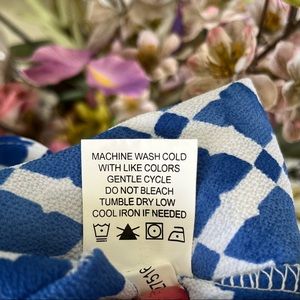 MACHINE WASH COLD
WITH LIKE COLORS
GENTLE CYCLE
DO NOT BLEACH
TUMBLE DRY LOW
COOL IRON IF NEEDED